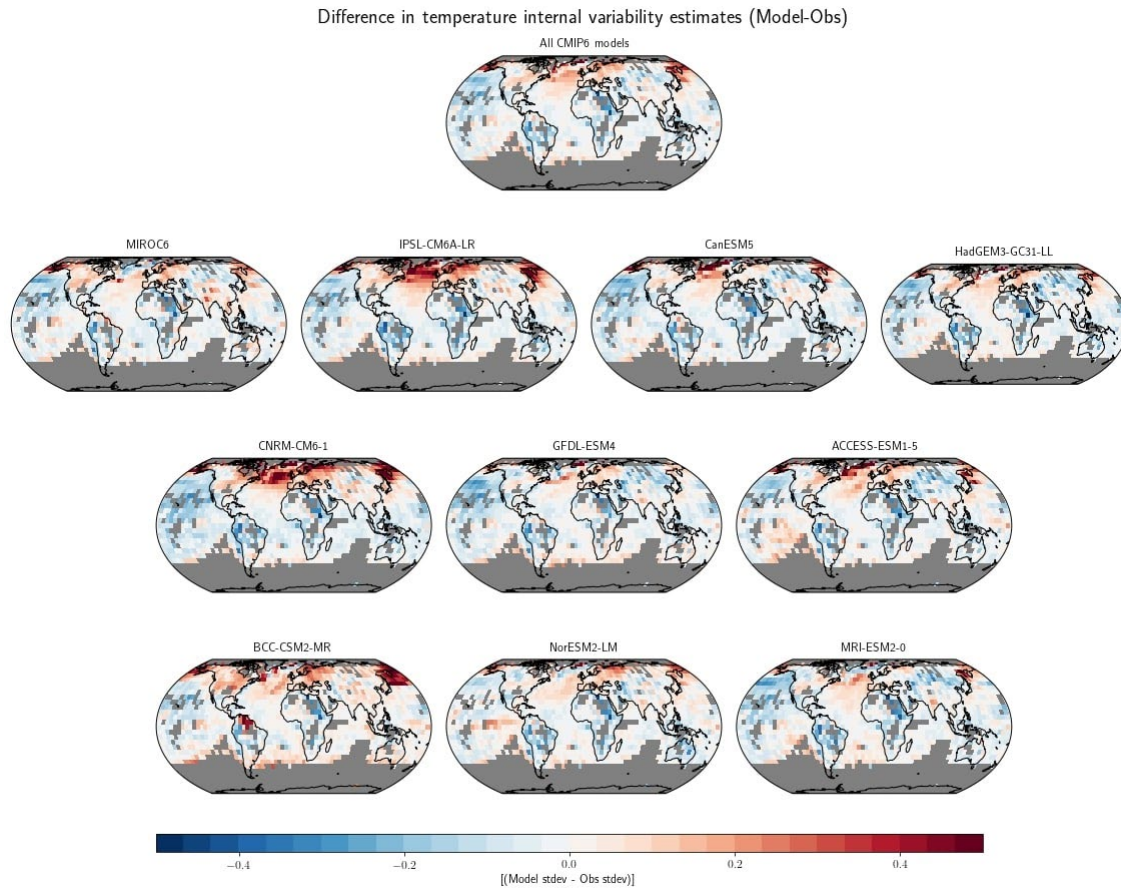 Difference in temperature internal variability estimates (Model-Obs)
All CMIP6 models
MIROC6
IPSL-CM6A-LR
CanESM5
HadGEM3-GC31-LL
CNRM-CM6-1
GFDL-ESM4
ACCESS-ESM1-5
BCC-CSM2-MR
NorESM2-LM
MRI-ESM2-0
−0.4 −0.2 0.0 0.2 0.4
[(Model stdev - Obs stdev)]